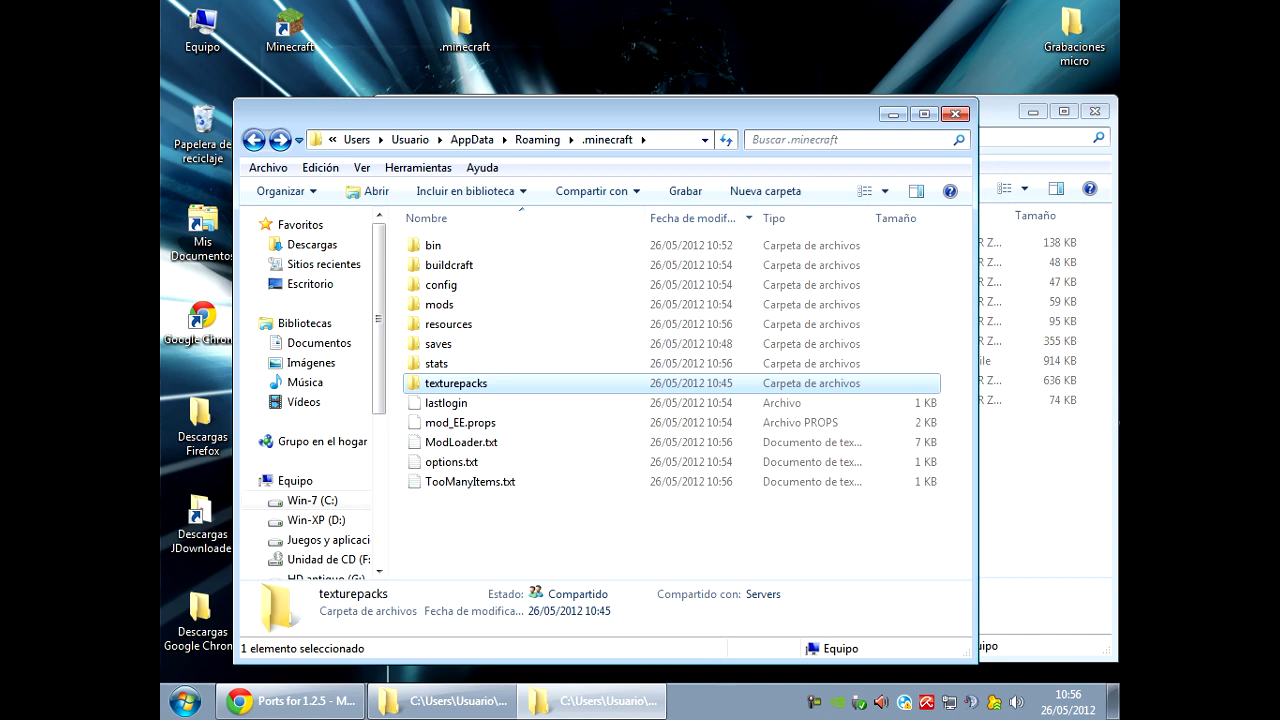 Equipo
Minecraft
.minecraft
Grabaciones
micro
Papelera de
reciclaje
Mis
Documentos
Google Chrom
Descargas
Firefox
Descargas
JDownloade
Descargas
Google Chron
« Users Usuario AppData Roaming .minecraft
Buscar .minecraft
Archivo Edición Ver Herramientas Ayuda
Organizar Abrir Incluir en biblioteca Compartir con Grabar Nueva carpeta
Favoritos
Descargas
Sitios recientes
Escritorio
Bibliotecas
Documentos
Imágenes
Música
Vídeos
Grupo en el hogar
Equipo
Win-7 (C:)
Win-XP (D:)
Juegos y aplicaci
Unidad de CD (F:
HD antiguo (G:)
Nombre Fecha de modif... Tipo Tamaño
bin 26/05/2012 10:52 Carpeta de archivos
buildcraft 26/05/2012 10:54 Carpeta de archivos
config 26/05/2012 10:54 Carpeta de archivos
mods 26/05/2012 10:54 Carpeta de archivos
resources 26/05/2012 10:56 Carpeta de archivos
saves 26/05/2012 10:48 Carpeta de archivos
stats 26/05/2012 10:56 Carpeta de archivos
texturepacks 26/05/2012 10:45 Carpeta de archivos
lastlogin 26/05/2012 10:54 Archivo 1 KB
mod_EE.props 26/05/2012 10:54 Archivo PROPS 2 KB
ModLoader.txt 26/05/2012 10:56 Documento de tex... 7 KB
options.txt 26/05/2012 10:54 Documento de tex... 1 KB
TooManyItems.txt 26/05/2012 10:56 Documento de tex... 1 KB
Tamaño
R Z... 138 KB
R Z... 48 KB
R Z... 47 KB
R Z... 59 KB
R Z... 95 KB
R Z... 355 KB
ile 914 KB
R Z... 636 KB
R Z... 74 KB
texturepacks Estado: Compartido Compartido con: Servers
Carpeta de archivos Fecha de modifica... 26/05/2012 10:45
1 elemento seleccionado Equipo
ipo
Ports for 1.2.5 - M...
C:\Users\Usuario\...
C:\Users\Usuario\...
10:56
26/05/2012